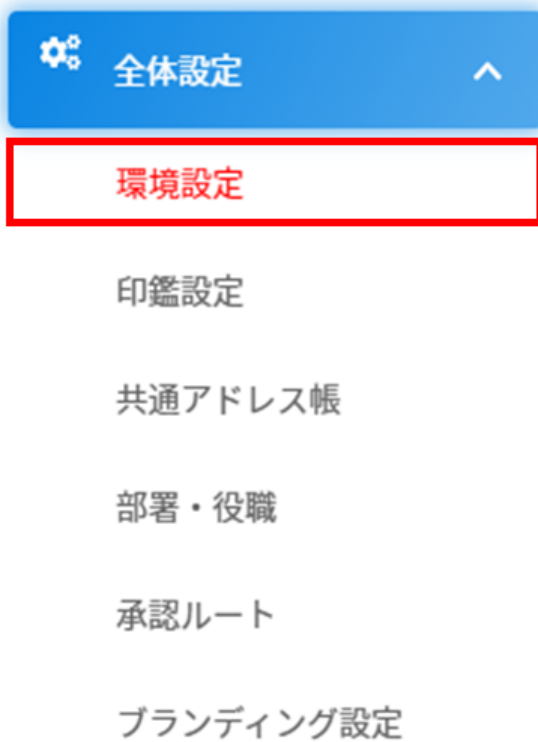 全体設定
環境設定
印鑑設定
共通アドレス帳
部署・役職
承認ルート
ブランディング設定